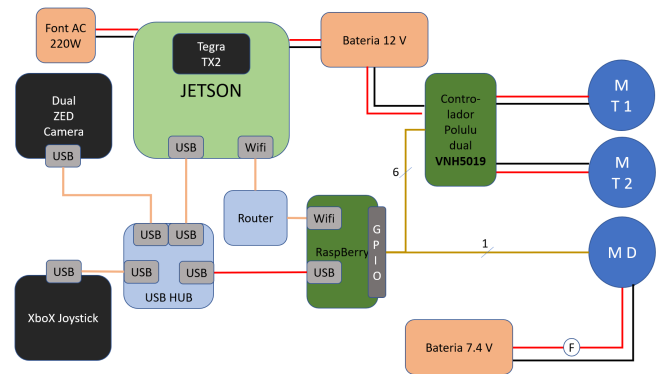 Font AC
220W
Tegra
TX2
JETSON
USB
Wifi
Bateria 12 V
Contro-
lador
Polulu
dual
VNH5019
M
T 1
M
T 2
Dual
ZED
Camera
USB
Router
6
USB
USB
USB
USB
USB HUB
Wifi
RaspBerry
USB
G
P
I
O
1
M D
USB
XboX Joystick
Bateria 7.4 V
F